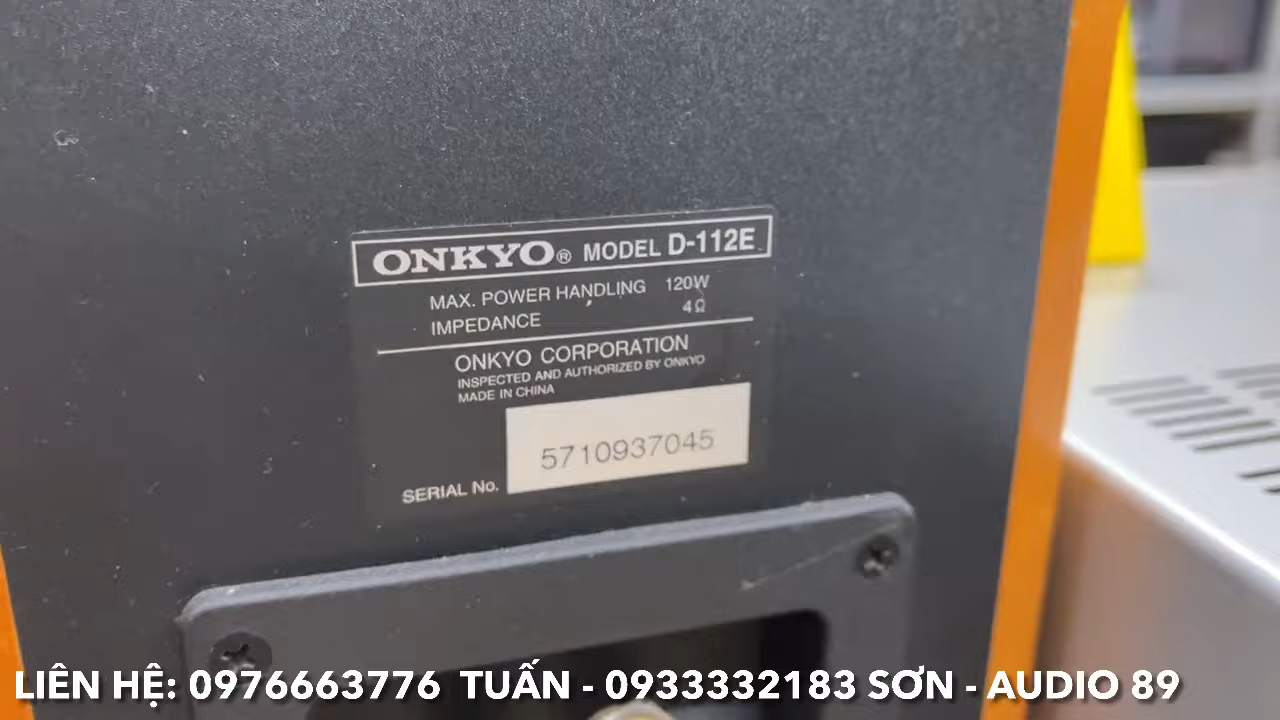 ONKYO® MODEL D-112E
MAX. POWER HANDLING 120W
IMPEDANCE 4Ω
ONKYO CORPORATION
INSPECTED AND AUTHORIZED BY ONKYO
MADE IN CHINA
5710937045
SERIAL No.
LIÊN HỆ: 0976663776 TUẤN - 0933332183 SƠN - AUDIO 89